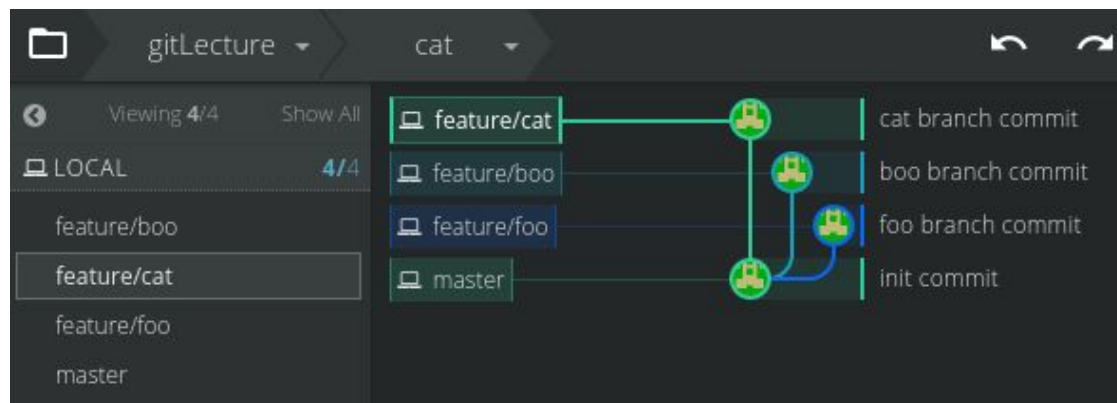 gitLecture
cat
Viewing 4/4 Show All
LOCAL 4/4
feature/boo
feature/cat
feature/foo
master
feature/cat cat branch commit
feature/boo boo branch commit
feature/foo foo branch commit
master init commit